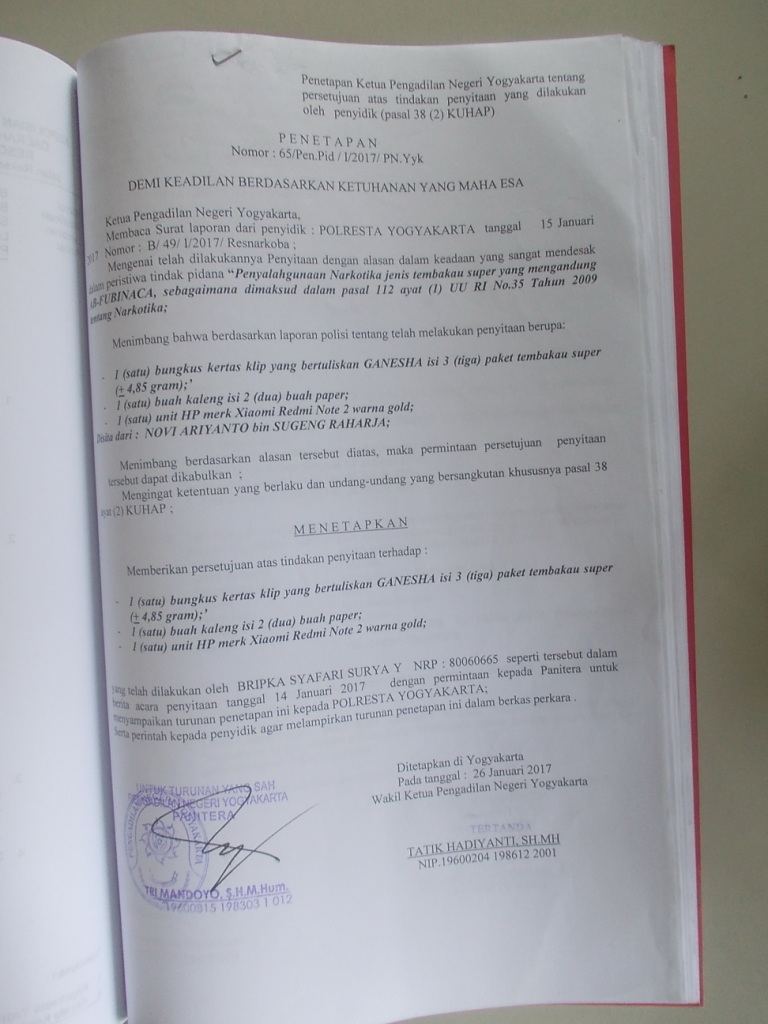 Penetapan Ketua Pengadilan Negeri Yogyakarta tentang
persetujuan atas tindakan penyitaan yang dilakukan
oleh penyidik (pasal 38 (2) KUHAP)
P E N E T A P A N
Nomor : 65/Pen.Pid / I/2017/ PN.Yyk
DEMI KEADILAN BERDASARKAN KETUHANAN YANG MAHA ESA
Ketua Pengadilan Negeri Yogyakarta,
Membaca Surat laporan dari penyidik : POLRESTA YOGYAKARTA tanggal 15 Januari
2017 Nomor : B/ 49/ I/2017/ Resnarkoba ;
Mengenai telah dilakukannya Penyitaan dengan alasan dalam keadaan yang sangat mendesak
dalam peristiwa tindak pidana “Penyalahgunaan Narkotika jenis tembakau super yang mengandung
AB-FUBINACA, sebagaimana dimaksud dalam pasal 112 ayat (1) UU RI No.35 Tahun 2009
tentang Narkotika;
Menimbang bahwa berdasarkan laporan polisi tentang telah melakukan penyitaan berupa:
- 1 (satu) bungkus kertas klip yang bertuliskan GANESHA isi 3 (tiga) paket tembakau super
(± 4,85 gram);'
- 1 (satu) buah kaleng isi 2 (dua) buah paper;
- 1 (satu) unit HP merk Xiaomi Redmi Note 2 warna gold;
Disita dari : NOVI ARIYANTO bin SUGENG RAHARJA;
Menimbang berdasarkan alasan tersebut diatas, maka permintaan persetujuan penyitaan
tersebut dapat dikabulkan ;
Mengingat ketentuan yang berlaku dan undang-undang yang bersangkutan khususnya pasal 38
ayat (2) KUHAP ;
M E N E T A P K A N
Memberikan persetujuan atas tindakan penyitaan terhadap :
- 1 (satu) bungkus kertas klip yang bertuliskan GANESHA isi 3 (tiga) paket tembakau super
(± 4,85 gram);'
- 1 (satu) buah kaleng isi 2 (dua) buah paper;
- 1 (satu) unit HP merk Xiaomi Redmi Note 2 warna gold;
yang telah dilakukan oleh BRIPKA SYAFARI SURYA Y NRP : 80060665 seperti tersebut dalam
berita acara penyitaan tanggal 14 Januari 2017 dengan permintaan kepada Panitera untuk
menyampaikan turunan penetapan ini kepada POLRESTA YOGYAKARTA;
Serta perintah kepada penyidik agar melampirkan turunan penetapan ini dalam berkas perkara .
Ditetapkan di Yogyakarta
Pada tanggal : 26 Januari 2017
Wakil Ketua Pengadilan Negeri Yogyakarta
TERTANDA
TATIK HADIYANTI, SH.MH
NIP.19600204 198612 2001
UNTUK TURUNAN YANG SAH
PENGADILAN NEGERI YOGYAKARTA
PANITERA
TRI MANDOYO, S.H.M.Hum.
19600815 198303 1 012